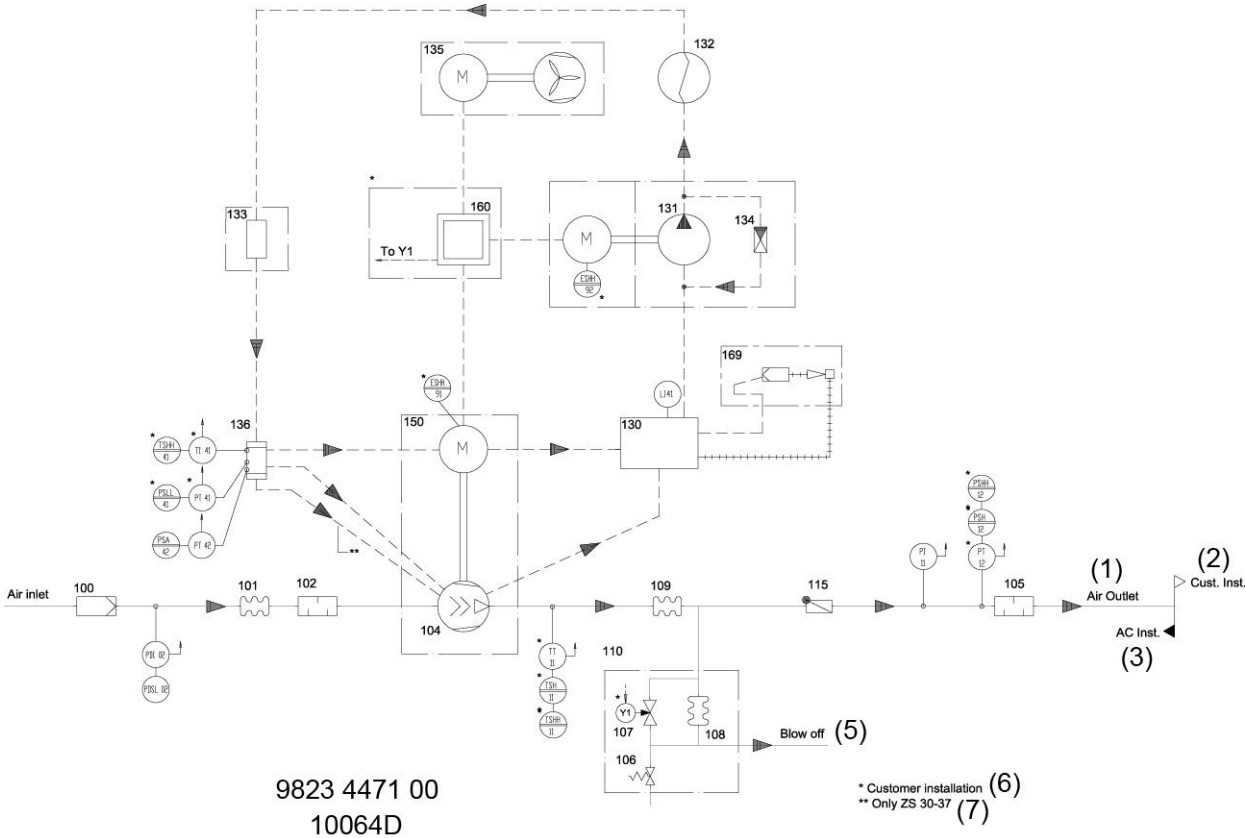 132
135
M
*
133
160
131
134
To Y1
M
ESHH
92
*
169
*
ESHH
91
LI41
136
150
130
*
TSHH
41
*
TI 41
M
*
PSLL
41
*
PT 41
PSA
42
PT 42
**
*
PSHH
12
*
PSH
12
PI
11
*
PT
12
(2)
Cust. Inst.
(1)
Air inlet
100
101
102
104
109
115
105
Air Outlet
AC Inst.
(3)
PDI 02
PDSL 02
*
TT
11
*
TSH
11
*
TSHH
11
110
*
Y1
107
108
Blow off (5)
106
9823 4471 00
10064D
* Customer installation (6)
** Only ZS 30-37 (7)